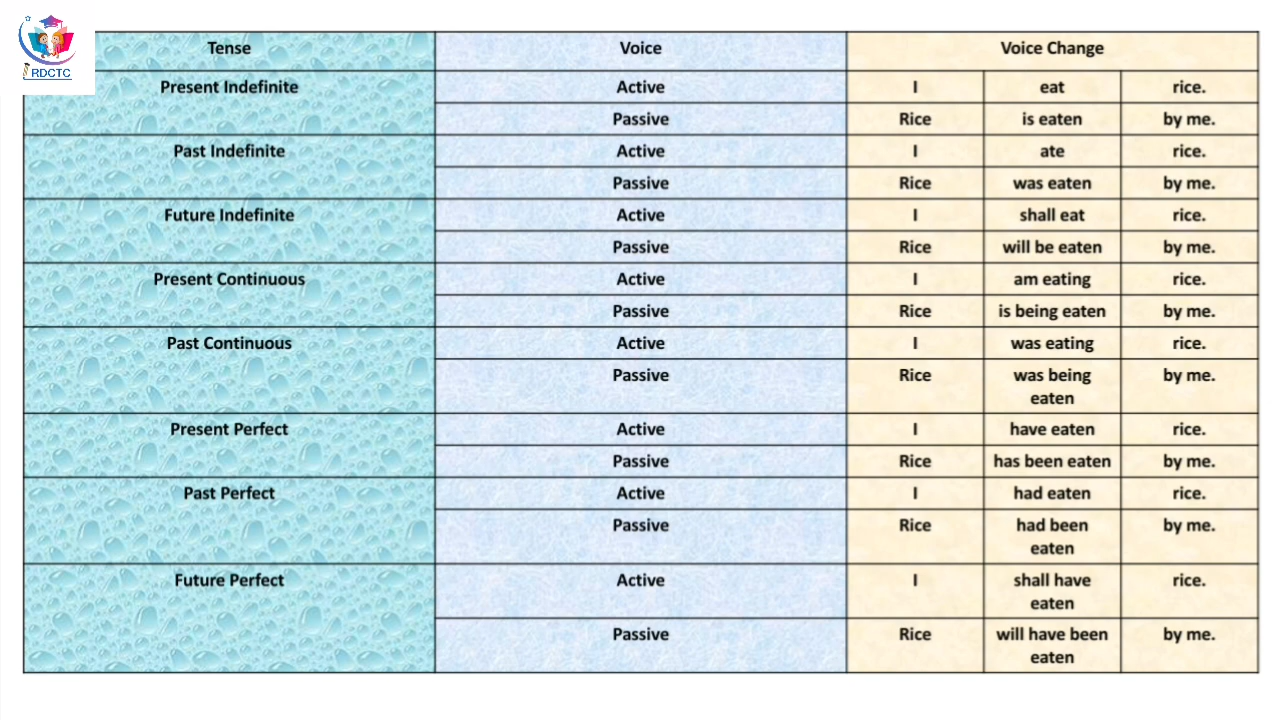 RDCTC
Tense Voice Voice Change
Present Indefinite Active I eat rice.
Passive Rice is eaten by me.
Past Indefinite Active I ate rice.
Passive Rice was eaten by me.
Future Indefinite Active I shall eat rice.
Passive Rice will be eaten by me.
Present Continuous Active I am eating rice.
Passive Rice is being eaten by me.
Past Continuous Active I was eating rice.
Passive Rice was being by me.
eaten
Present Perfect Active I have eaten rice.
Passive Rice has been eaten by me.
Past Perfect Active I had eaten rice.
Passive Rice had been by me.
eaten
Future Perfect Active I shall have rice.
eaten
Passive Rice will have been by me.
eaten